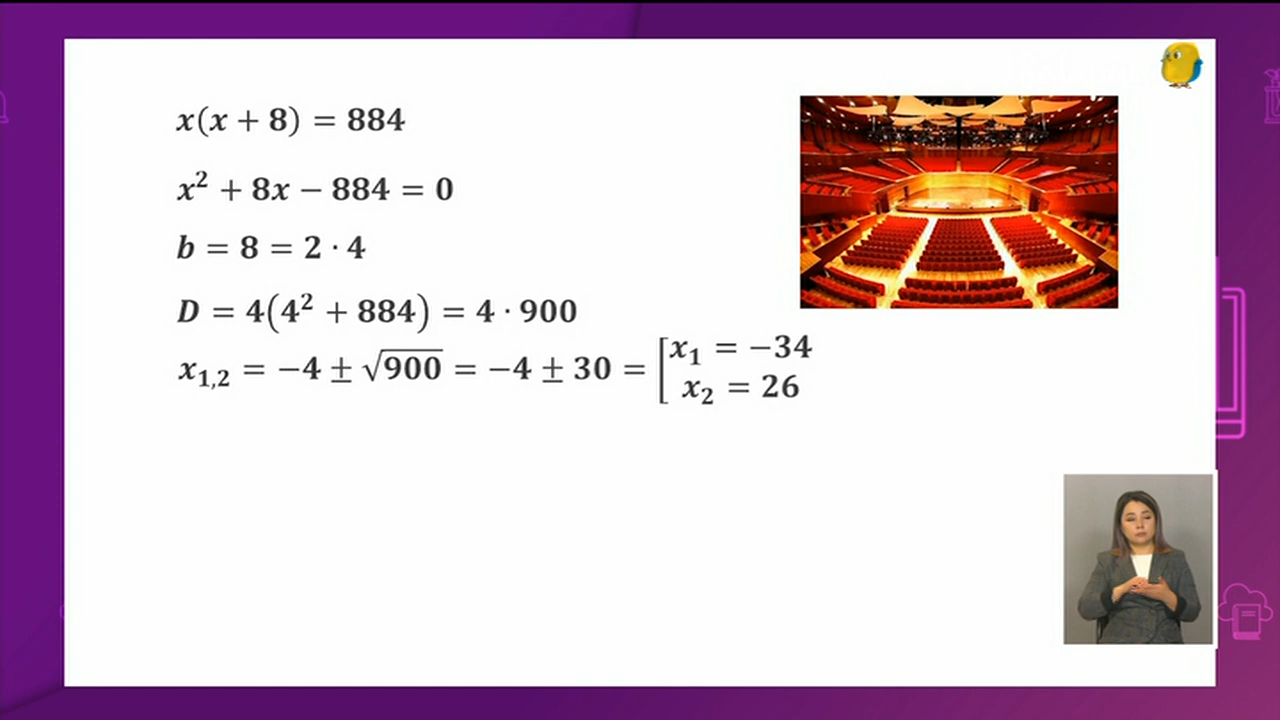 x(x + 8) = 884
x² + 8x − 884 = 0
b = 8 = 2 · 4
D = 4(4² + 884) = 4 · 900
x₁,₂ = −4 ± √900 = −4 ± 30 = [x₁ = −34
x₂ = 26